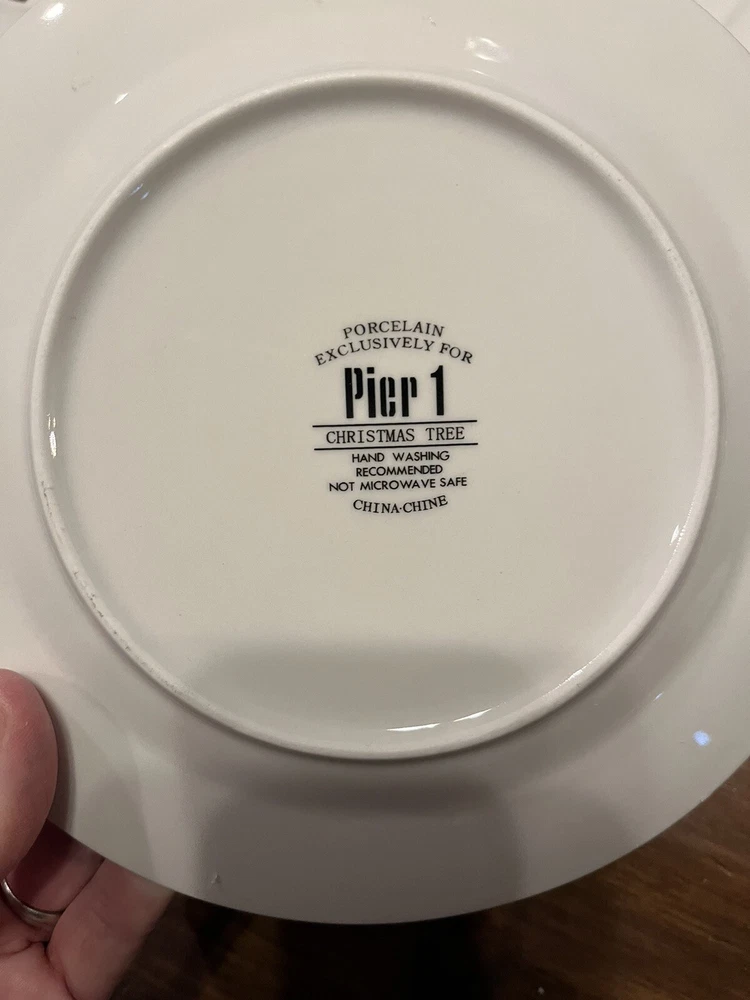 PORCELAIN
EXCLUSIVELY FOR
Pier 1
CHRISTMAS TREE
HAND WASHING
RECOMMENDED
NOT MICROWAVE SAFE
CHINA·CHINE